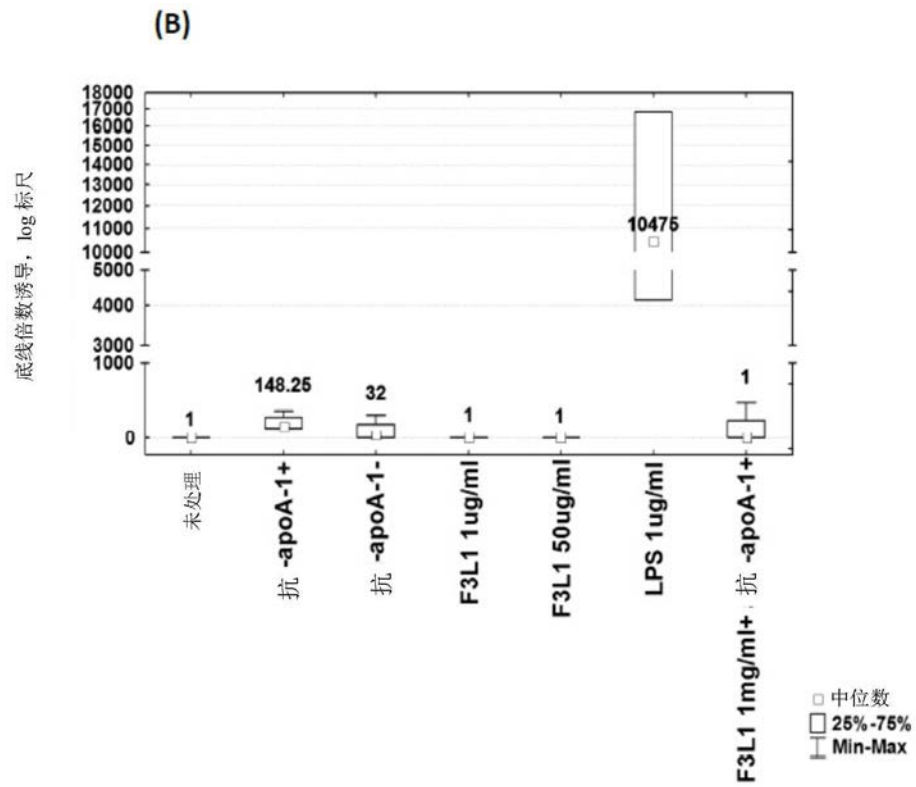 (B)
底线倍数诱导，log 标尺
18000
17000
16000
15000
14000
13000
12000
11000
10000
5000
4000
3000
1000
0
1
148.25
32
1
1
10475
1
未处理
抗 -apoA-1+
抗 -apoA-1-
F3L1 1ug/ml
F3L1 50ug/ml
LPS 1ug/ml
F3L1 1mg/ml+ 抗 -apoA-1+
中位数
25%-75%
Min-Max